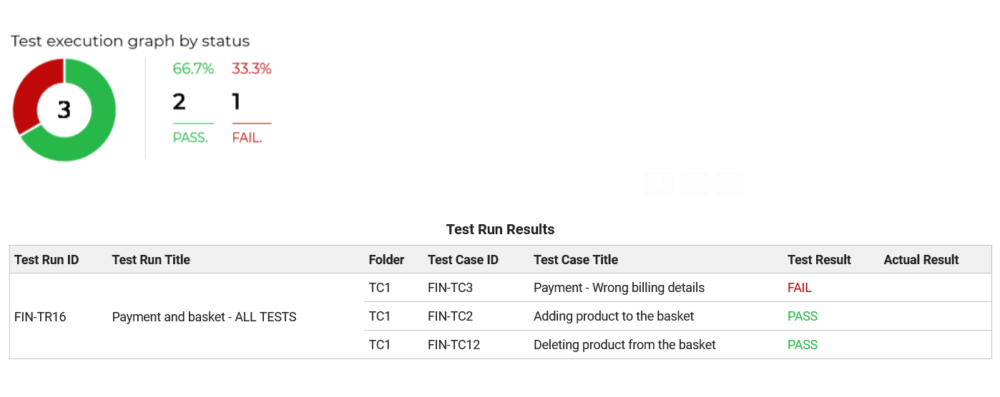 Test execution graph by status
3
66.7% 33.3%
2 1
PASS. FAIL.
Test Run Results
Test Run ID Test Run Title Folder Test Case ID Test Case Title Test Result Actual Result
TC1 FIN-TC3 Payment - Wrong billing details FAIL
FIN-TR16 Payment and basket - ALL TESTS TC1 FIN-TC2 Adding product to the basket PASS
TC1 FIN-TC12 Deleting product from the basket PASS